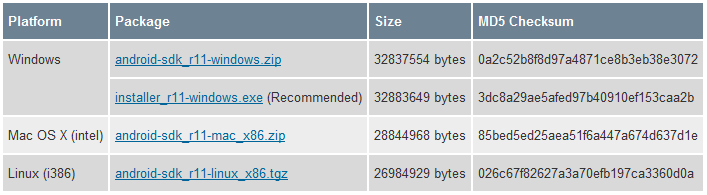 Platform Package Size MD5 Checksum
Windows android-sdk_r11-windows.zip 32837554 bytes 0a2c52b8f8d97a4871ce8b3eb38e3072
installer_r11-windows.exe (Recommended) 32883649 bytes 3dc8a29ae5afed97b40910ef153caa2b
Mac OS X (intel) android-sdk_r11-mac_x86.zip 28844968 bytes 85bed5ed25aea51f6a447a674d637d1e
Linux (i386) android-sdk_r11-linux_x86.tgz 26984929 bytes 026c67f82627a3a70efb197ca3360d0a